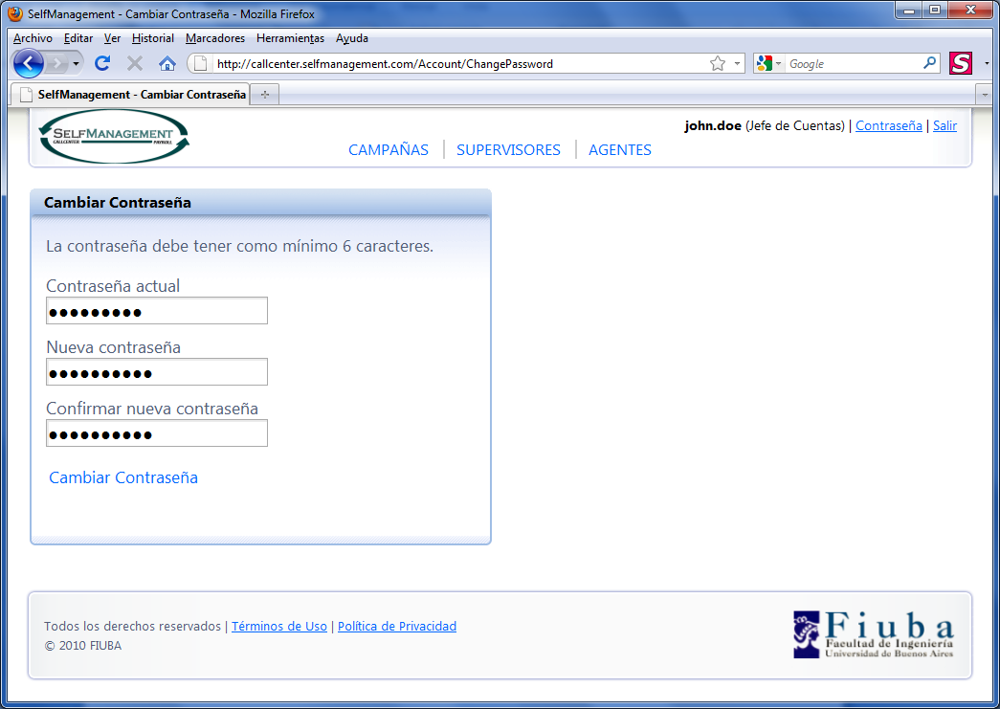 SelfManagement - Cambiar Contraseña - Mozilla Firefox
Archivo Editar Ver Historial Marcadores Herramientas Ayuda
http://callcenter.selfmanagement.com/Account/ChangePassword
Google
S
SelfManagement - Cambiar Contraseña
SELFMANAGEMENT
CALLCENTER PAYROLL
john.doe (Jefe de Cuentas) | Contraseña | Salir
CAMPAÑAS | SUPERVISORES | AGENTES
Cambiar Contraseña
La contraseña debe tener como mínimo 6 caracteres.
Contraseña actual
●●●●●●●●●
Nueva contraseña
●●●●●●●●●●
Confirmar nueva contraseña
●●●●●●●●●●
Cambiar Contraseña
Todos los derechos reservados | Términos de Uso | Política de Privacidad
© 2010 FIUBA
Fiuba
Facultad de Ingeniería
Universidad de Buenos Aires